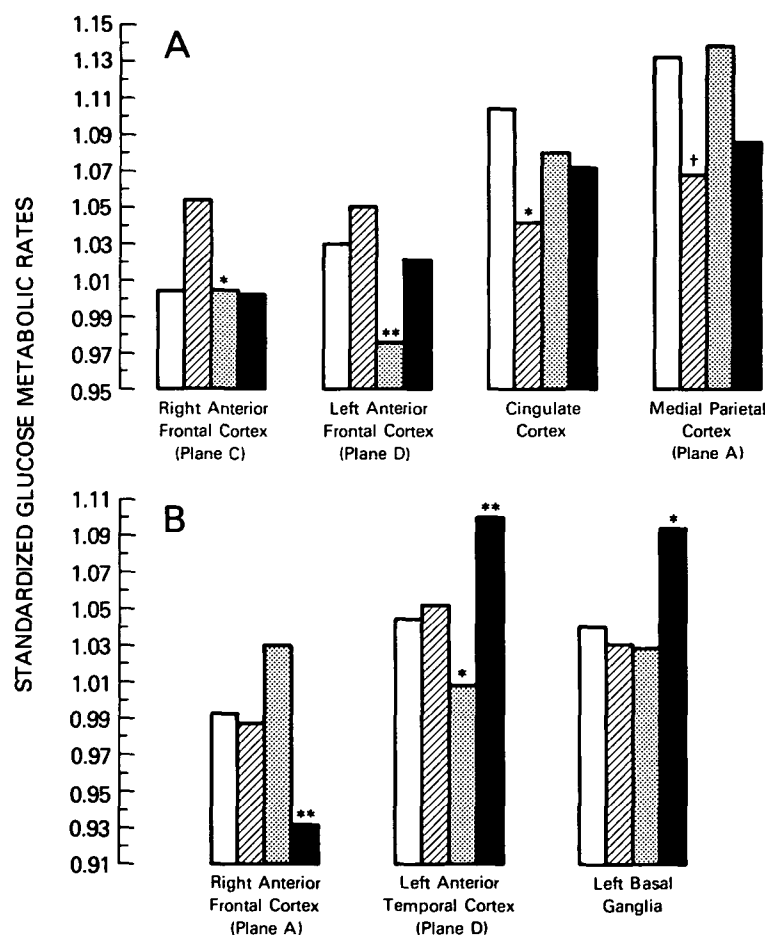 STANDARDIZED GLUCOSE METABOLIC RATES
A
1.15
1.13
1.11
1.09
1.07
1.05
1.03
1.01
0.99
0.97
0.95
*
**
*
†
Right Anterior
Frontal Cortex
(Plane C)
Left Anterior
Frontal Cortex
(Plane D)
Cingulate
Cortex
Medial Parietal
Cortex
(Plane A)
B
1.11
1.09
1.07
1.05
1.03
1.01
0.99
0.97
0.95
0.93
0.91
**
*
**
*
Right Anterior
Frontal Cortex
(Plane A)
Left Anterior
Temporal Cortex
(Plane D)
Left Basal
Ganglia